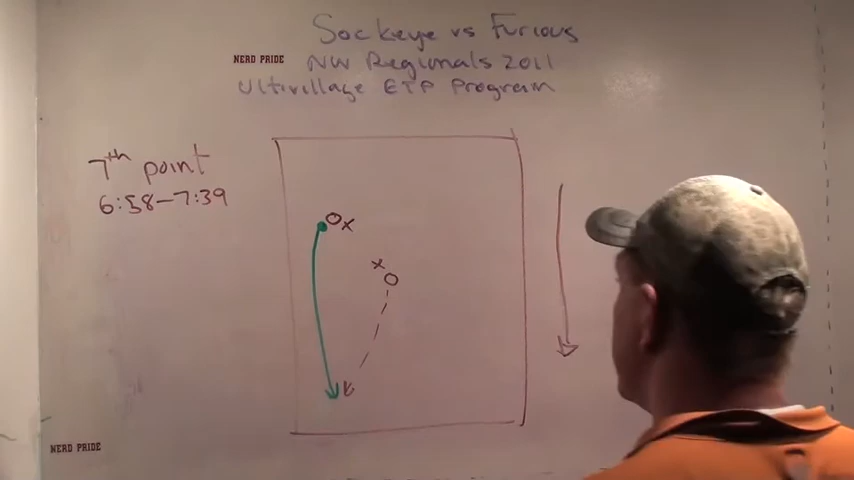 Sockeye vs Furious
NERD PRIDE
NW Regionals 2011
Ultivillage ETP Program
7th point
6:58-7:39
O X
X O
NERD PRIDE